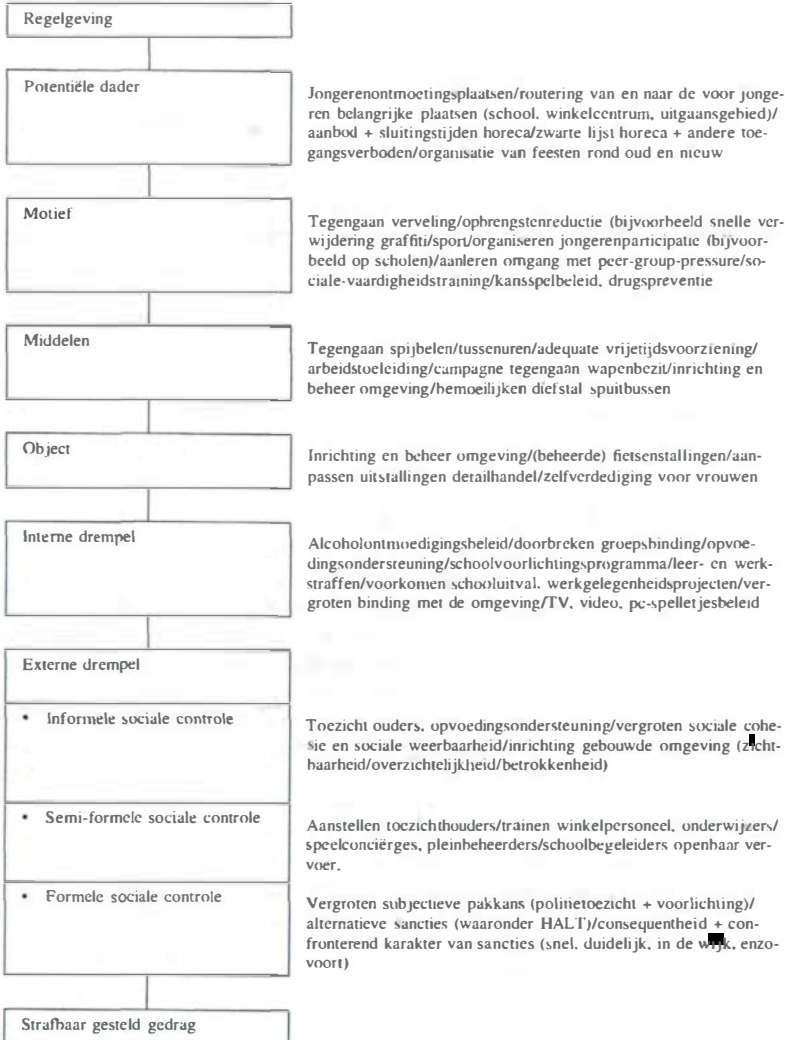 Regelgeving
Potentiële dader
Jongerenontmoetingsplaatsen/routering van en naar de voor jonge-
ren belangrijke plaatsen (school. winkelcentrum, uitgaansgebied)/
aanbod + sluitingstijden horeca/zwarte lijst horeca + andere toe-
gangsverboden/organisatie van feesten rond oud en nieuw
Motief
Tegengaan verveling/opbrengstenreductie (bijvoorbeeld snelle ver-
wijdering graffiti/sport/organiseren jongerenparticipatie (bijvoor-
beeld op scholen)/aanleren omgang met peer-group-pressure/so-
ciale-vaardigheidstraining/kansspelbeleid, drugspreventie
Middelen
Tegengaan spijbelen/tussenuren/adequate vrijetijdsvoorziening/
arbeidstoeleiding/campagne tegengaan wapenbezit/inrichting en
beheer omgeving/bemoeilijken diefstal spuitbussen
Object
Inrichting en beheer omgeving/(beheerde) fietsenstallingen/aan-
passen uitstallingen detailhandel/zelfverdediging voor vrouwen
Interne drempel
Alcoholontmoedigingsbeleid/doorbreken groepsbinding/opvoe-
dingsondersteuning/schoolvoorlichtingsprogramma/leer- en werk-
straffen/voorkomen schooluitval. werkgelegenheidsprojecten/ver-
groten binding met de omgeving/TV, video, pc-spelletjesbeleid
Externe drempel
• Informele sociale controle
Toezicht ouders, opvoedingsondersteuning/vergroten sociale cohe-
sie en sociale weerbaarheid/inrichting gebouwde omgeving (zicht-
baarheid/overzichtelijkheid/betrokkenheid)
• Semi-formele sociale controle
Aanstellen toezichthouders/trainen winkelpersoneel, onderwijzers/
speelconciërges, pleinbeheerders/schoolbegeleiders openbaar ver-
voer.
• Formele sociale controle
Vergroten subjectieve pakkans (politietoezicht + voorlichting)/
alternatieve sancties (waaronder HALT)/consequentheid + con-
fronterend karakter van sancties (snel, duidelijk, in de wijk, enzo-
voort)
Strafbaar gesteld gedrag